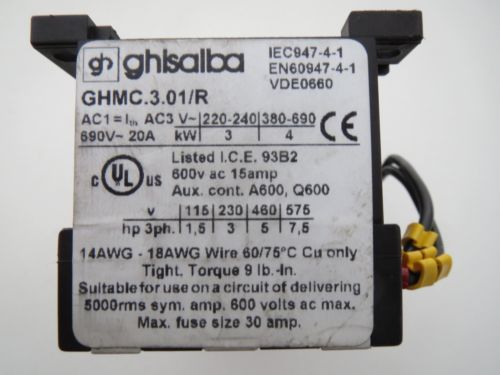 gh ghisalba
IEC947-4-1
EN60947-4-1
VDE0660
GHMC.3.01/R
AC1=Ith AC3 V~ 220-240 380-690
690V~ 20A kW 3 4 CE
Listed I.C.E. 93B2
c UL us 600v ac 15amp
Aux. cont. A600, Q600
v 115 230 460 575
hp 3ph. 1,5 3 5 7,5
14AWG - 18AWG Wire 60/75°C Cu only
Tight. Torque 9 lb.-In.
Suitable for use on a circuit of delivering
5000rms sym. amp. 600 volts ac max.
Max. fuse size 30 amp.